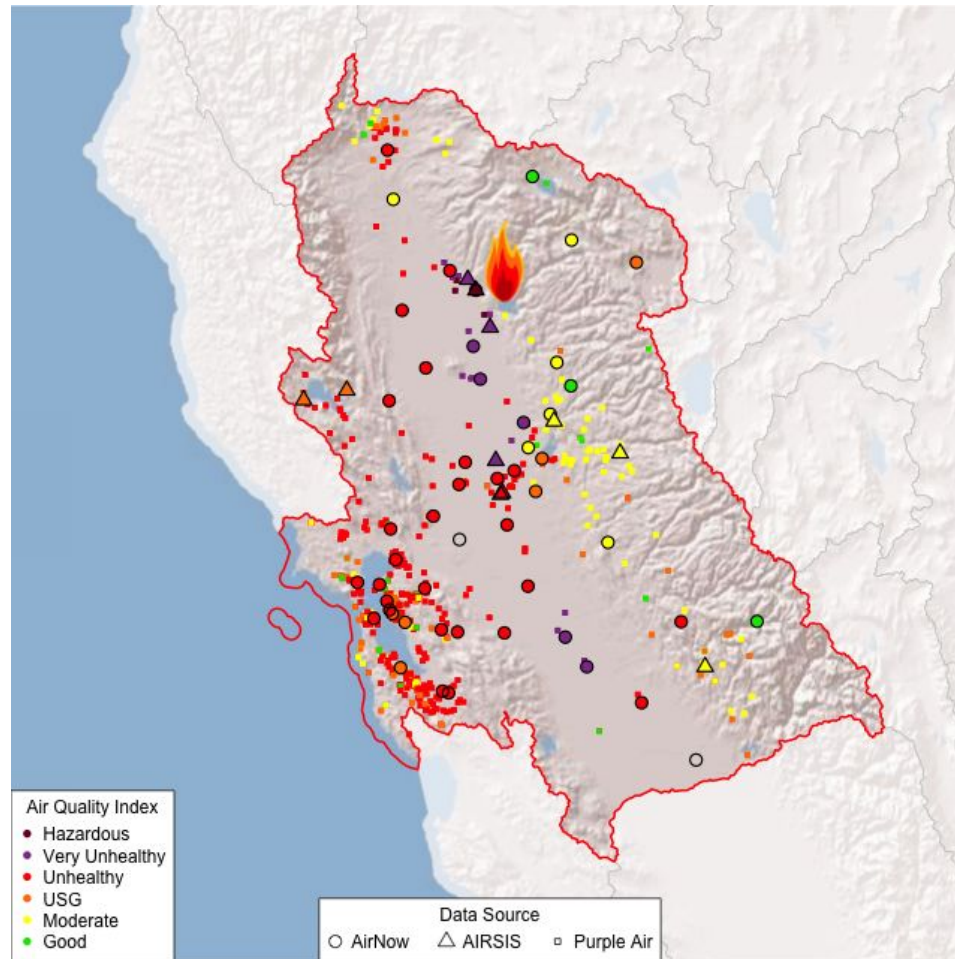 Air Quality Index
Hazardous
Very Unhealthy
Unhealthy
USG
Moderate
Good
Data Source
AirNow AIRSIS Purple Air